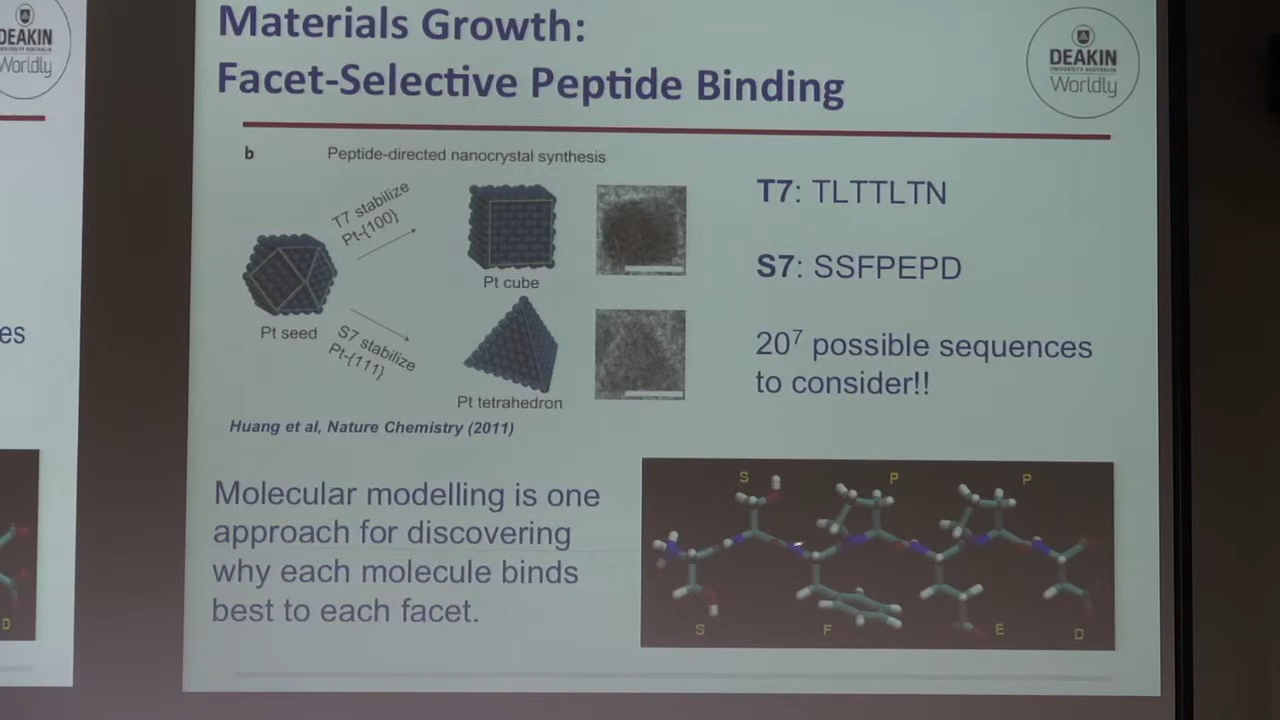 Materials Growth:
Facet-Selective Peptide Binding
DEAKIN
UNIVERSITY AUSTRALIA
Worldly
DEAKIN
Worldly
b
Peptide-directed nanocrystal synthesis
T7 stabilize
Pt-{100}
Pt cube
Pt seed
S7 stabilize
Pt-{111}
Pt tetrahedron
Huang et al, Nature Chemistry (2011)
T7: TLTTLTN
S7: SSFPEPD
20⁷ possible sequences
to consider!!
es
Molecular modelling is one
approach for discovering
why each molecule binds
best to each facet.
S
P
P
S
F
E
D
D